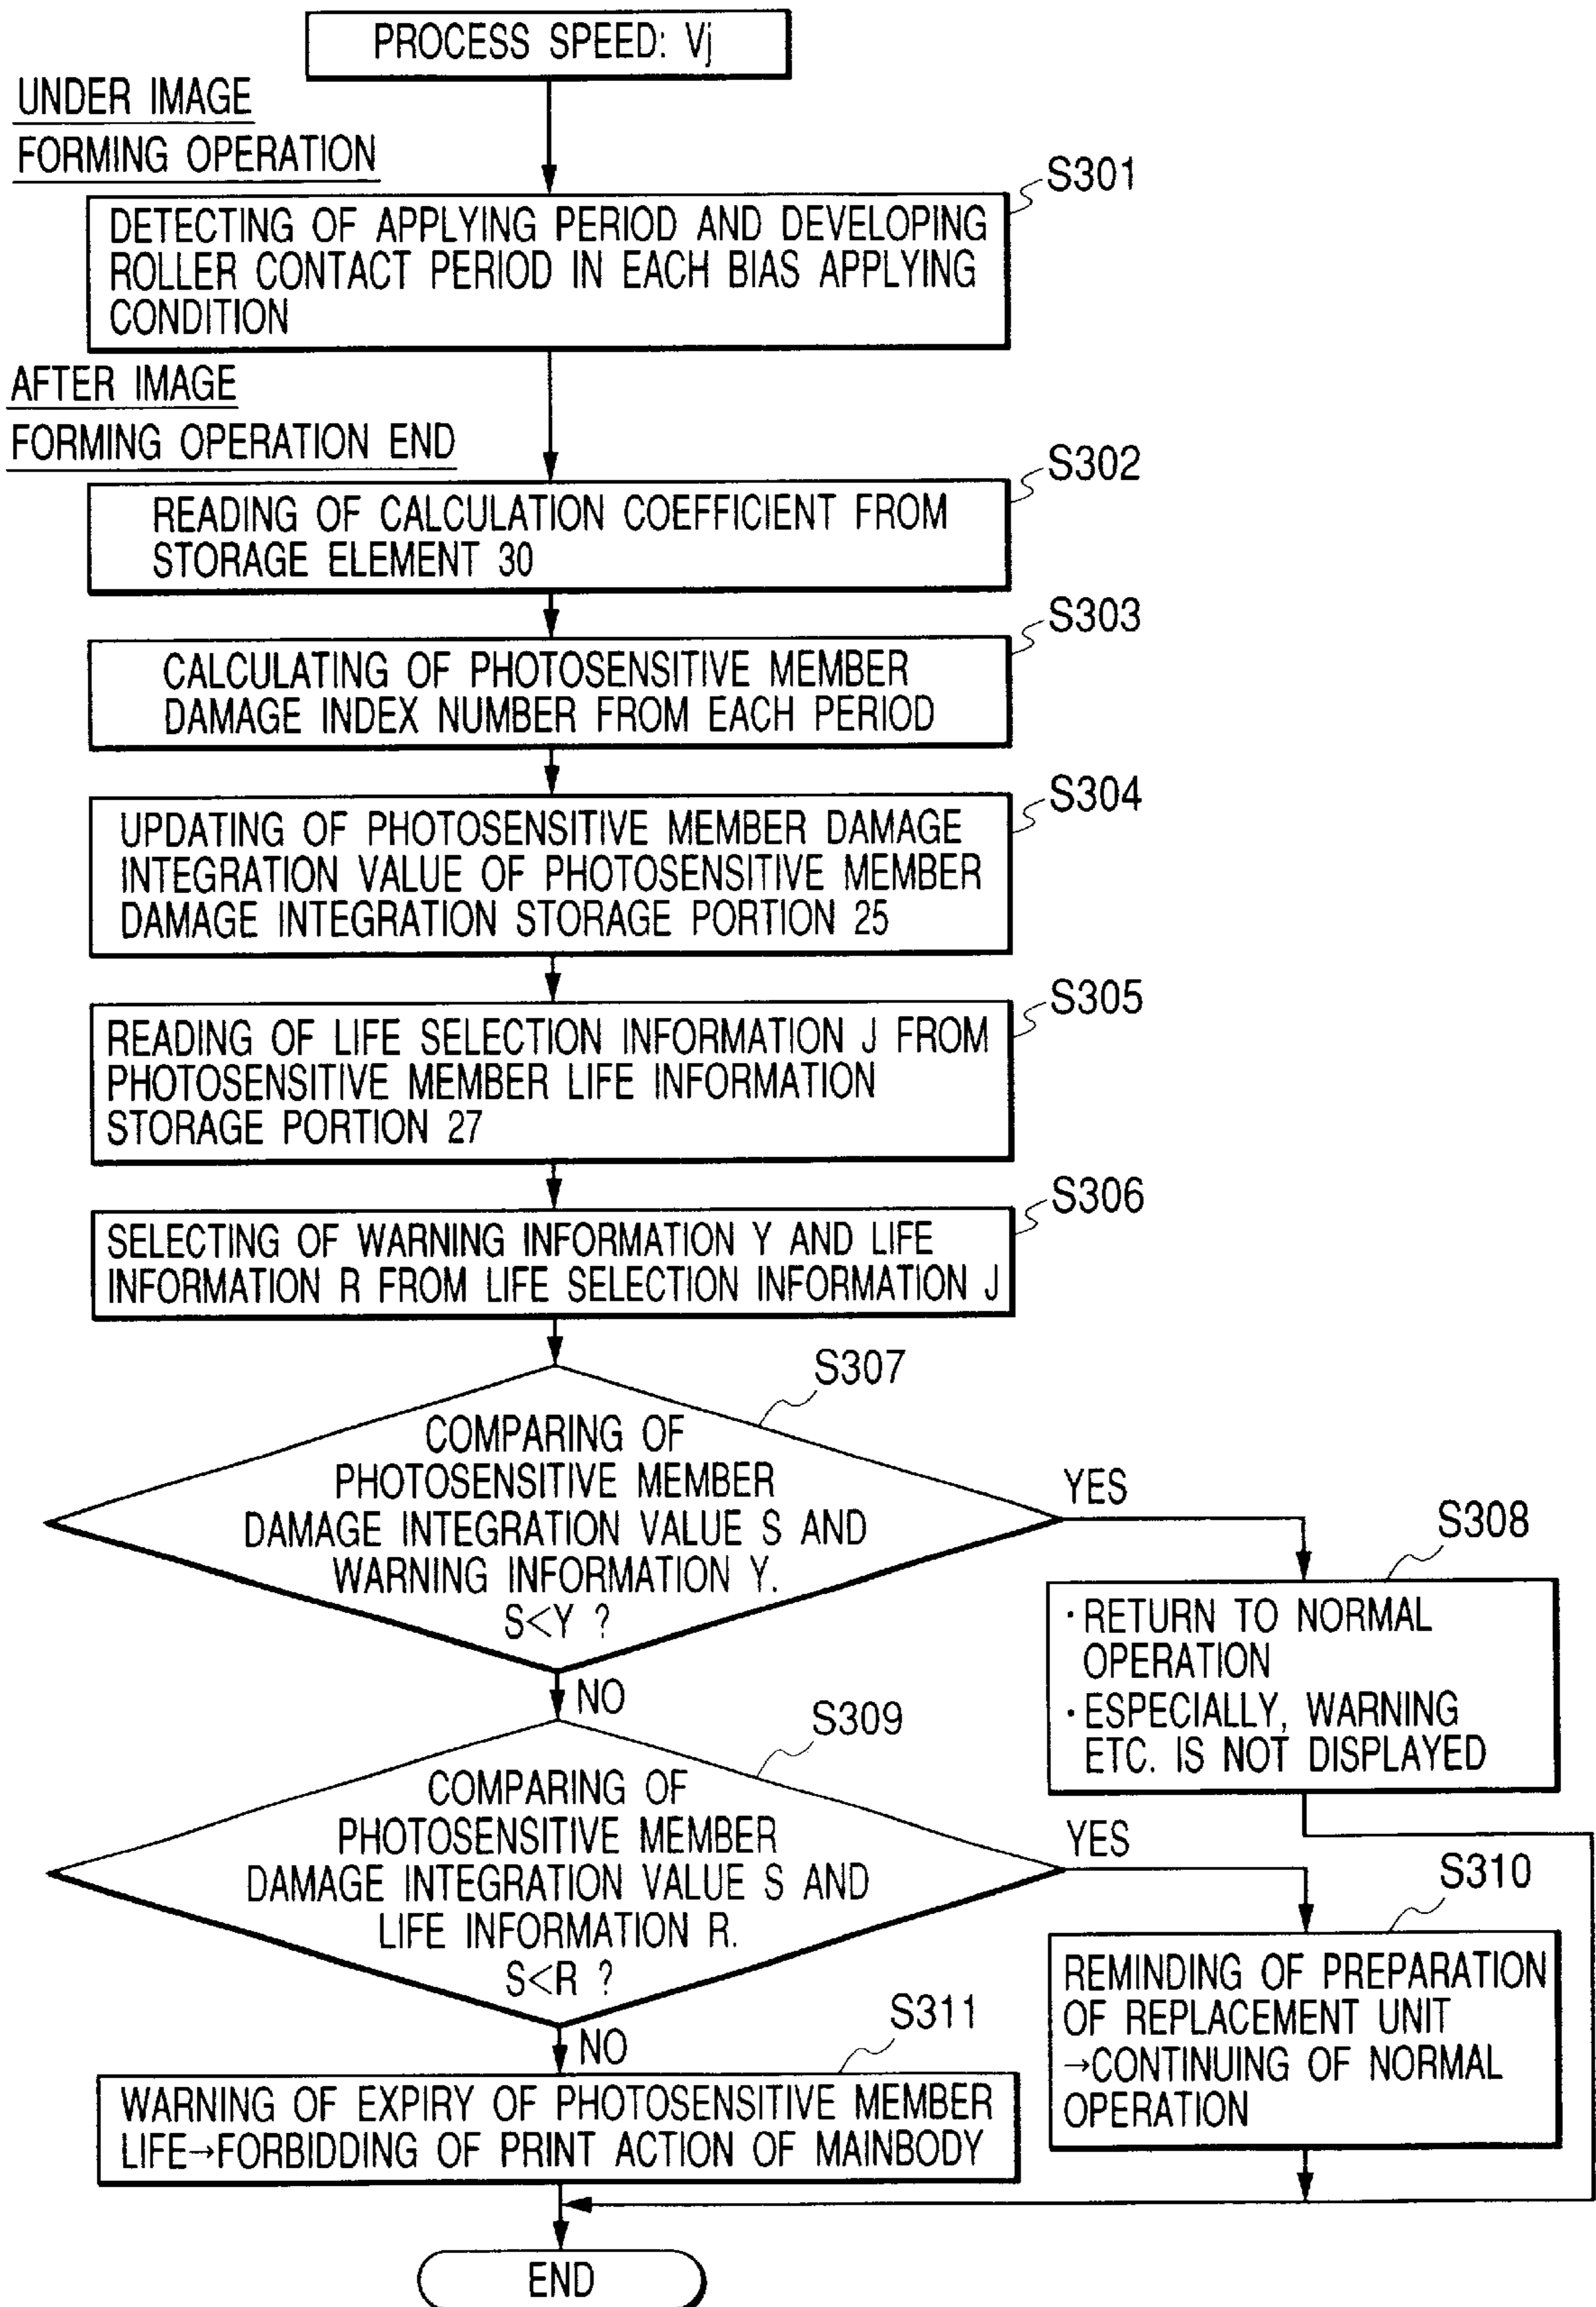 PROCESS SPEED: Vj
UNDER IMAGE
FORMING OPERATION
S301
DETECTING OF APPLYING PERIOD AND DEVELOPING
ROLLER CONTACT PERIOD IN EACH BIAS APPLYING
CONDITION
AFTER IMAGE
FORMING OPERATION END
S302
READING OF CALCULATION COEFFICIENT FROM
STORAGE ELEMENT 30
S303
CALCULATING OF PHOTOSENSITIVE MEMBER
DAMAGE INDEX NUMBER FROM EACH PERIOD
S304
UPDATING OF PHOTOSENSITIVE MEMBER DAMAGE
INTEGRATION VALUE OF PHOTOSENSITIVE MEMBER
DAMAGE INTEGRATION STORAGE PORTION 25
S305
READING OF LIFE SELECTION INFORMATION J FROM
PHOTOSENSITIVE MEMBER LIFE INFORMATION
STORAGE PORTION 27
S306
SELECTING OF WARNING INFORMATION Y AND LIFE
INFORMATION R FROM LIFE SELECTION INFORMATION J
S307
COMPARING OF
PHOTOSENSITIVE MEMBER
DAMAGE INTEGRATION VALUE S AND
WARNING INFORMATION Y.
S<Y ?
YES
S308
・RETURN TO NORMAL
OPERATION
・ESPECIALLY, WARNING
ETC. IS NOT DISPLAYED
NO
S309
COMPARING OF
PHOTOSENSITIVE MEMBER
DAMAGE INTEGRATION VALUE S AND
LIFE INFORMATION R.
S<R ?
YES
S310
REMINDING OF PREPARATION
OF REPLACEMENT UNIT
→CONTINUING OF NORMAL
OPERATION
NO
S311
WARNING OF EXPIRY OF PHOTOSENSITIVE MEMBER
LIFE→FORBIDDING OF PRINT ACTION OF MAINBODY
END